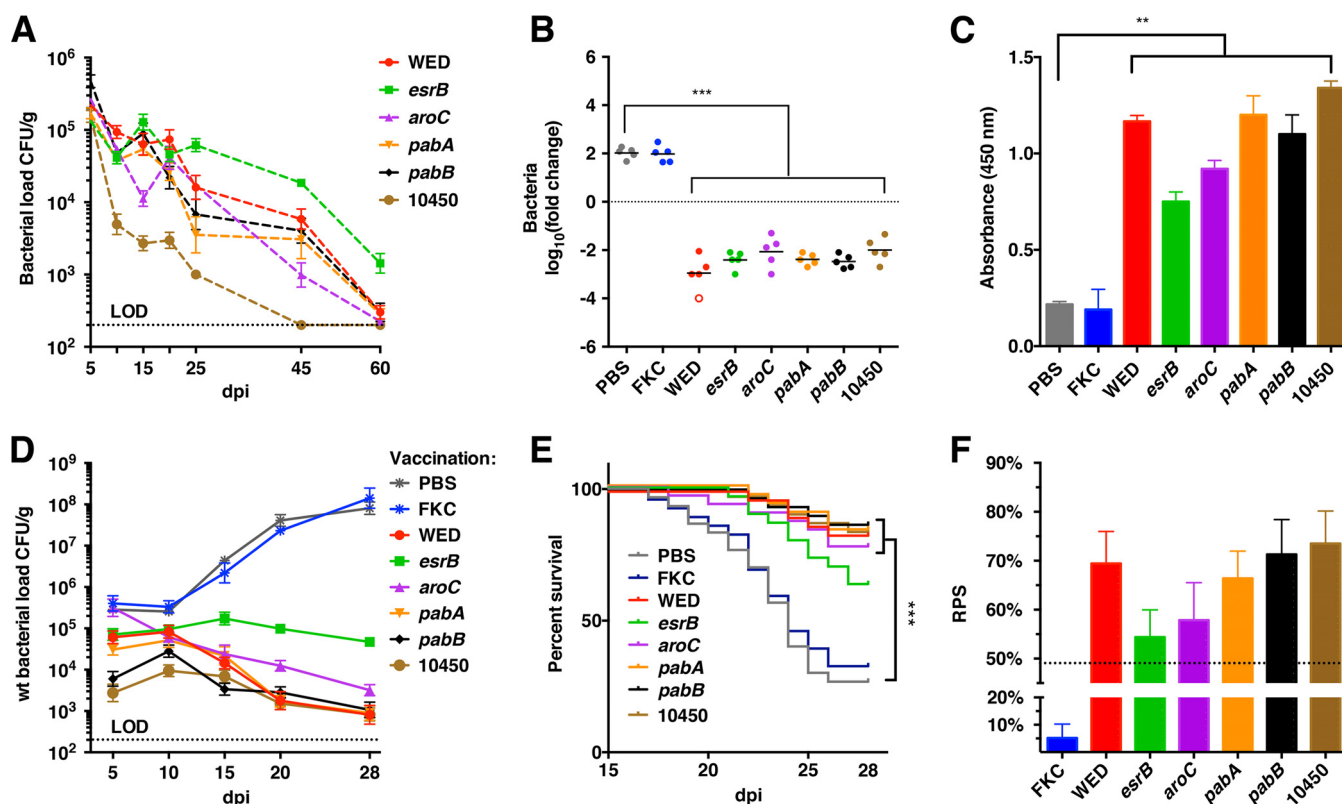 A
Bacterial load CFU/g
10⁶
10⁵
10⁴
10³
10²
LOD
5 15 25 45 60
dpi
WED
esrB
aroC
pabA
pabB
10450
B
Bacteria
log₁₀(fold change)
6
4
2
0
-2
-4
-6
***
PBS FKC WED esrB aroC pabA pabB 10450
C
Absorbance (450 nm)
1.5
1.0
0.5
0.0
**
PBS FKC WED esrB aroC pabA pabB 10450
D
wt bacterial load CFU/g
10⁹
10⁸
10⁷
10⁶
10⁵
10⁴
10³
10²
LOD
5 10 15 20 28
dpi
Vaccination:
PBS
FKC
WED
esrB
aroC
pabA
pabB
10450
E
Percent survival
100
50
0
PBS
FKC
WED
esrB
aroC
pabA
pabB
10450
***
15 20 25 28
dpi
F
RPS
90%
80%
70%
60%
50%
20%
10%
FKC WED esrB aroC pabA pabB 10450